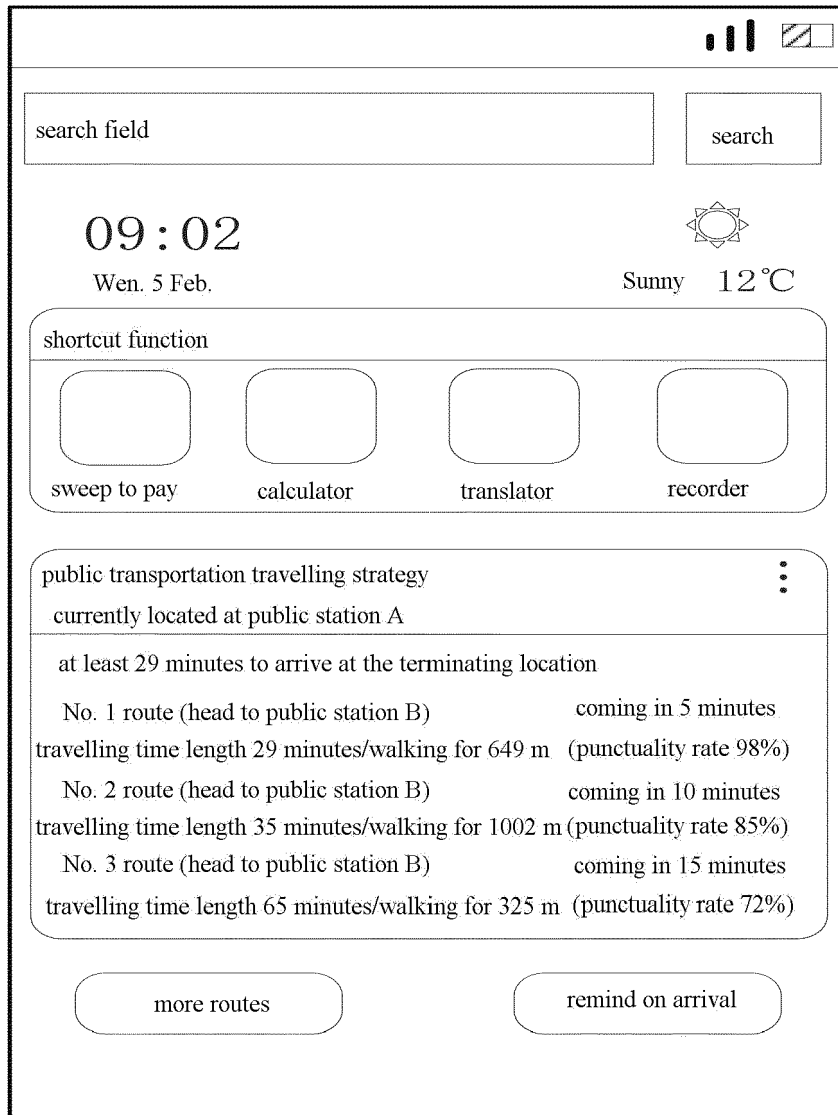 search field
search
09:02
Wen. 5 Feb.
Sunny 12℃
shortcut function
sweep to pay
calculator
translator
recorder
public transportation travelling strategy
currently located at public station A
at least 29 minutes to arrive at the terminating location
No. 1 route (head to public station B) coming in 5 minutes
travelling time length 29 minutes/walking for 649 m (punctuality rate 98%)
No. 2 route (head to public station B) coming in 10 minutes
travelling time length 35 minutes/walking for 1002 m (punctuality rate 85%)
No. 3 route (head to public station B) coming in 15 minutes
travelling time length 65 minutes/walking for 325 m (punctuality rate 72%)
more routes
remind on arrival